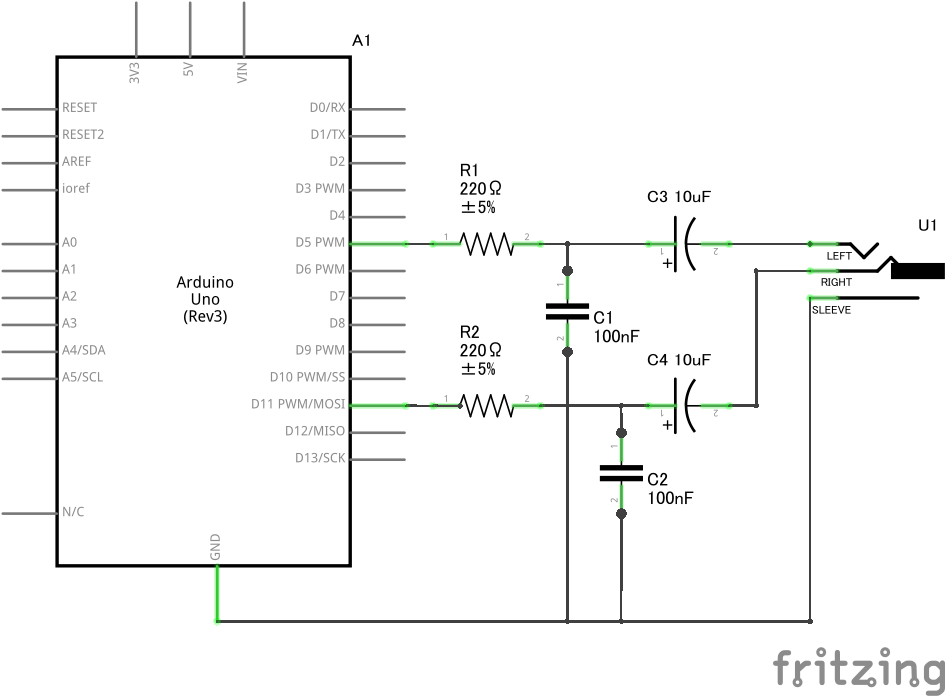 A1
3V3
5V
VIN
RESET
RESET2
AREF
ioref
A0
A1
A2
A3
A4/SDA
A5/SCL
N/C
D0/RX
D1/TX
D2
D3 PWM
D4
D5 PWM
D6 PWM
D7
D8
D9 PWM
D10 PWM/SS
D11 PWM/MOSI
D12/MISO
D13/SCK
GND
Arduino
Uno
(Rev3)
R1
220Ω
±5%
1
2
C3 10uF
1
2
+
U1
LEFT
RIGHT
SLEEVE
1
2
C1
100nF
R2
220Ω
±5%
1
2
C4 10uF
1
2
+
1
2
C2
100nF
fritzing